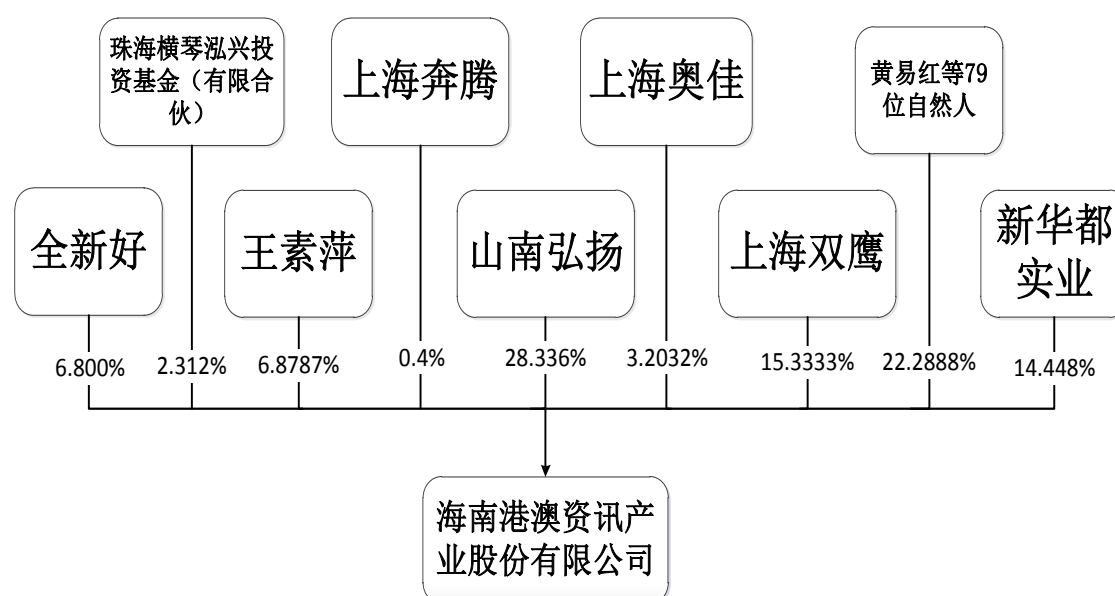 珠海横琴泓兴投
资基金（有限合
伙）
上海奔腾
上海奥佳
黄易红等79
位自然人
全新好
王素萍
山南弘扬
上海双鹰
新华都
实业
6.800%
2.312%
6.8787%
0.4%
28.336%
3.2032%
15.3333%
22.2888%
14.448%
海南港澳资讯产
业股份有限公司